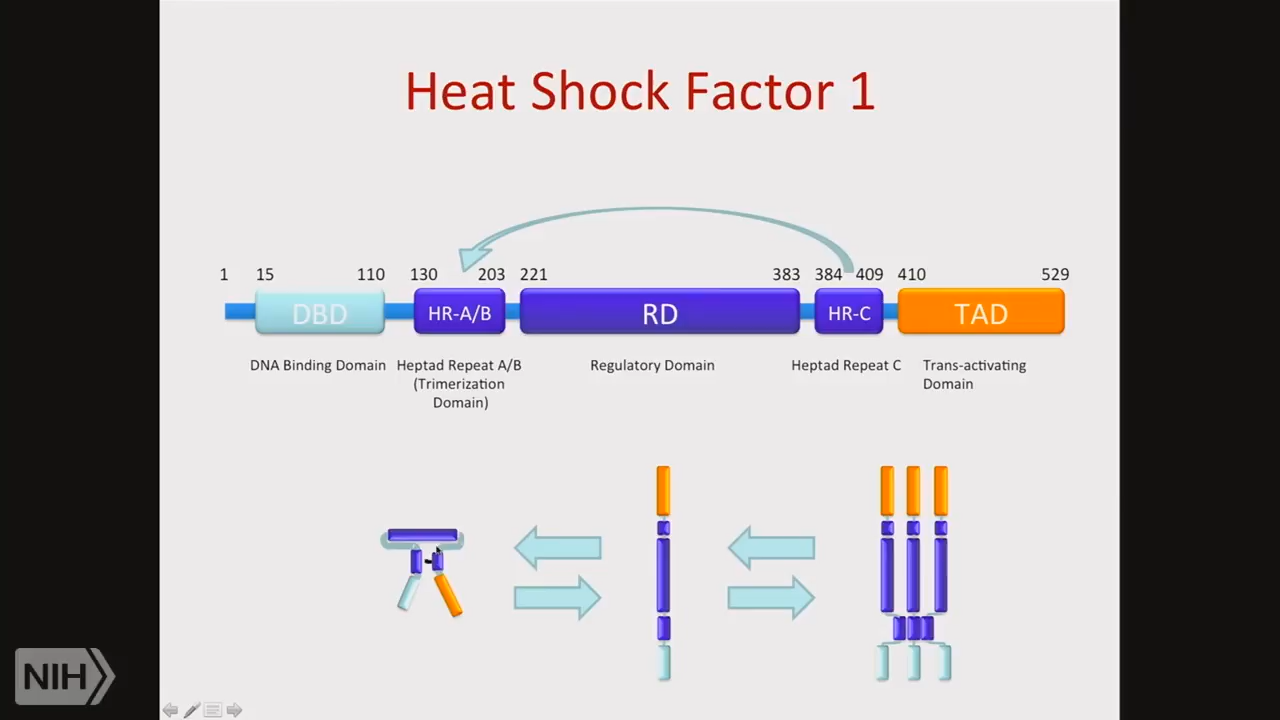 Heat Shock Factor 1
1 15 110 130 203 221 383 384 409 410 529
DBD HR-A/B RD HR-C TAD
DNA Binding Domain Heptad Repeat A/B Regulatory Domain Heptad Repeat C Trans-activating
(Trimerization Domain
Domain)
NIH